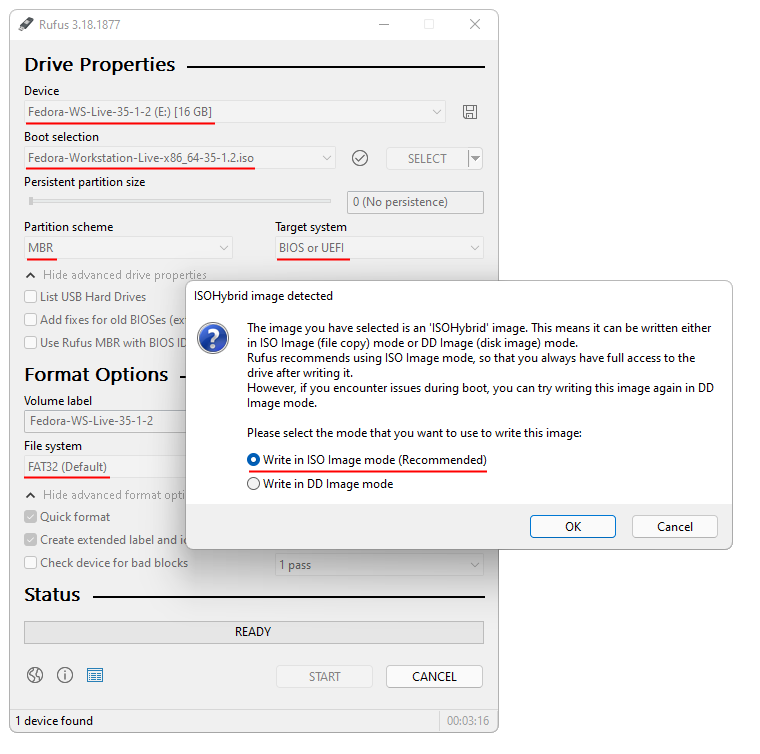 Rufus 3.18.1877
Drive Properties
Device
Fedora-WS-Live-35-1-2 (E:) [16 GB]
Boot selection
Fedora-Workstation-Live-x86_64-35-1.2.iso
SELECT
Persistent partition size
0 (No persistence)
Partition scheme
Target system
MBR
BIOS or UEFI
Hide advanced drive properties
List USB Hard Drives
Add fixes for old BIOSes (ex
Use Rufus MBR with BIOS ID
Format Options
Volume label
Fedora-WS-Live-35-1-2
File system
FAT32 (Default)
Hide advanced format opti
Quick format
Create extended label and ic
Check device for bad blocks
1 pass
Status
READY
START
CANCEL
1 device found
00:03:16
ISOHybrid image detected
The image you have selected is an 'ISOHybrid' image. This means it can be written either
in ISO Image (file copy) mode or DD Image (disk image) mode.
Rufus recommends using ISO Image mode, so that you always have full access to the
drive after writing it.
However, if you encounter issues during boot, you can try writing this image again in DD
Image mode.
Please select the mode that you want to use to write this image:
Write in ISO Image mode (Recommended)
Write in DD Image mode
OK
Cancel